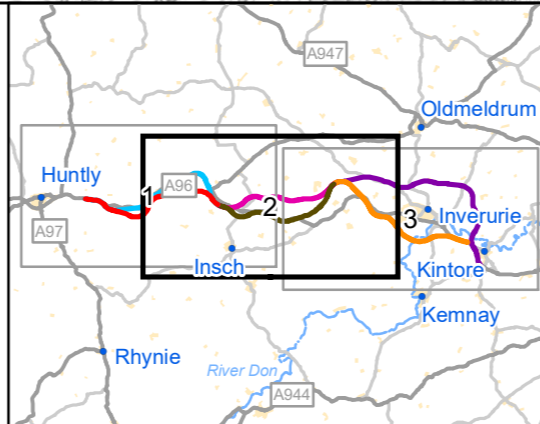 A947
Oldmeldrum
Huntly
1
A96
2
3
Inverurie
A97
Insch
Kintore
Kemnay
Rhynie
River Don
A944